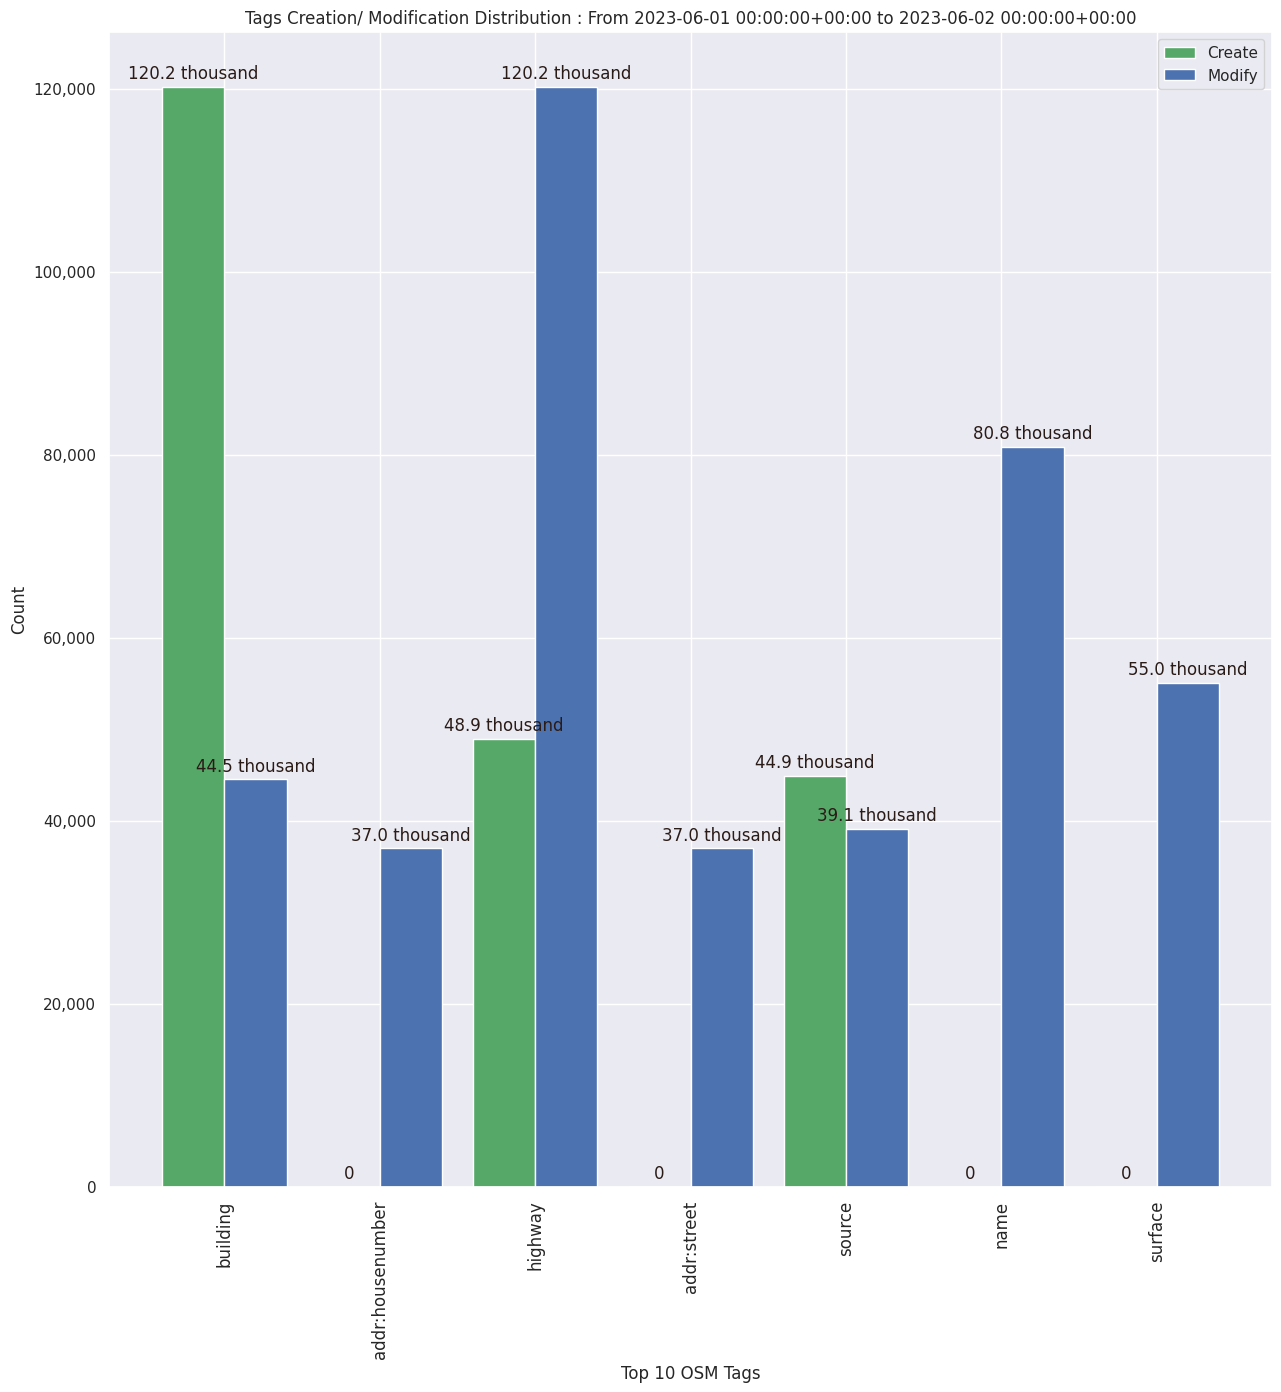 Tags Creation/ Modification Distribution : From 2023-06-01 00:00:00+00:00 to 2023-06-02 00:00:00+00:00
Create
Modify
120.2 thousand
120.2 thousand
80.8 thousand
55.0 thousand
48.9 thousand
44.5 thousand
44.9 thousand
39.1 thousand
37.0 thousand
37.0 thousand
0
0
0
0
120,000
100,000
80,000
60,000
40,000
20,000
0
Count
building
addr:housenumber
highway
addr:street
source
name
surface
Top 10 OSM Tags